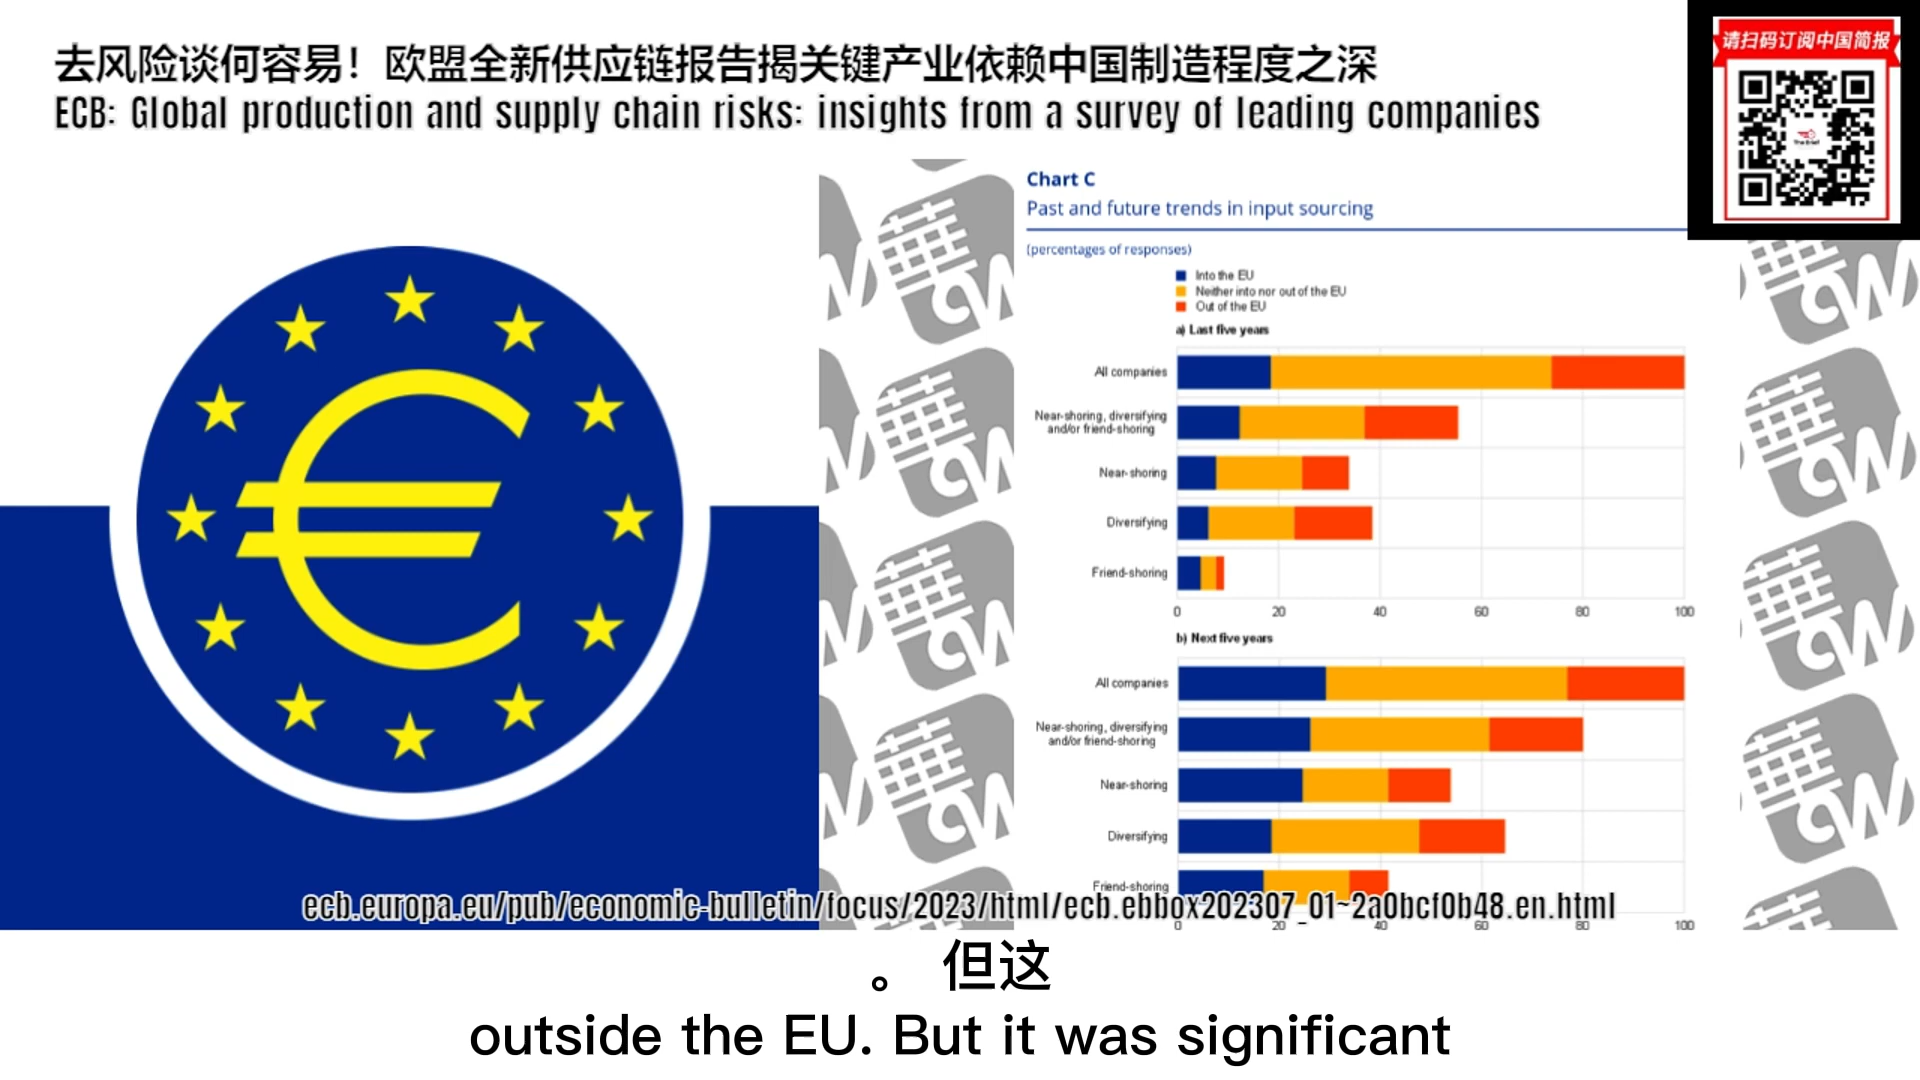 去风险谈何容易！欧盟全新供应链报告揭关键产业依赖中国制造程度之深
ECB: Global production and supply chain risks: insights from a survey of leading companies
请扫码订阅中国简报
Chart C
Past and future trends in input sourcing
(percentages of responses)
Into the EU
Neither into nor out of the EU
Out of the EU
a) Last five years
All companies
Near-shoring, diversifying
and/or friend-shoring
Near-shoring
Diversifying
Friend-shoring
0 20 40 60 80 100
b) Next five years
All companies
Near-shoring, diversifying
and/or friend-shoring
Near-shoring
Diversifying
Friend-shoring
0 20 40 60 80 100
ecb.europa.eu/pub/economic-bulletin/focus/2023/html/ecb.ebbox202307_01~2a0bcf0b48.en.html
。 但这
outside the EU. But it was significant